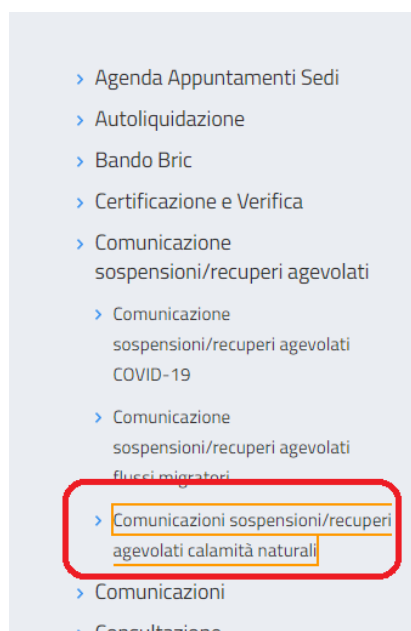 Agenda Appuntamenti Sedi
Autoliquidazione
Bando Bric
Certificazione e Verifica
Comunicazione
sospensioni/recuperi agevolati
Comunicazione
sospensioni/recuperi agevolati
COVID-19
Comunicazione
sospensioni/recuperi agevolati
flussi migratori
Comunicazioni sospensioni/recuperi
agevolati calamità naturali
Comunicazioni
Consultazione